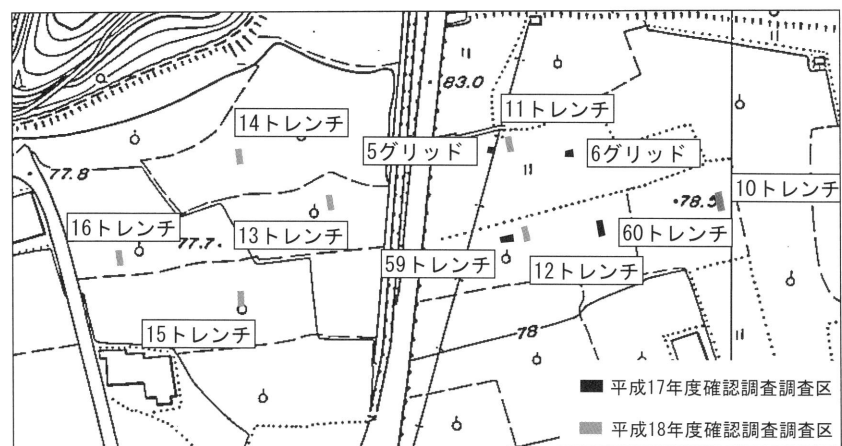 83.0
11トレンチ
14トレンチ
5グリッド
6グリッド
77.8
10トレンチ
78.5
16トレンチ
77.7
13トレンチ
60トレンチ
59トレンチ
12トレンチ
15トレンチ
78
平成17年度確認調査調査区
平成18年度確認調査調査区